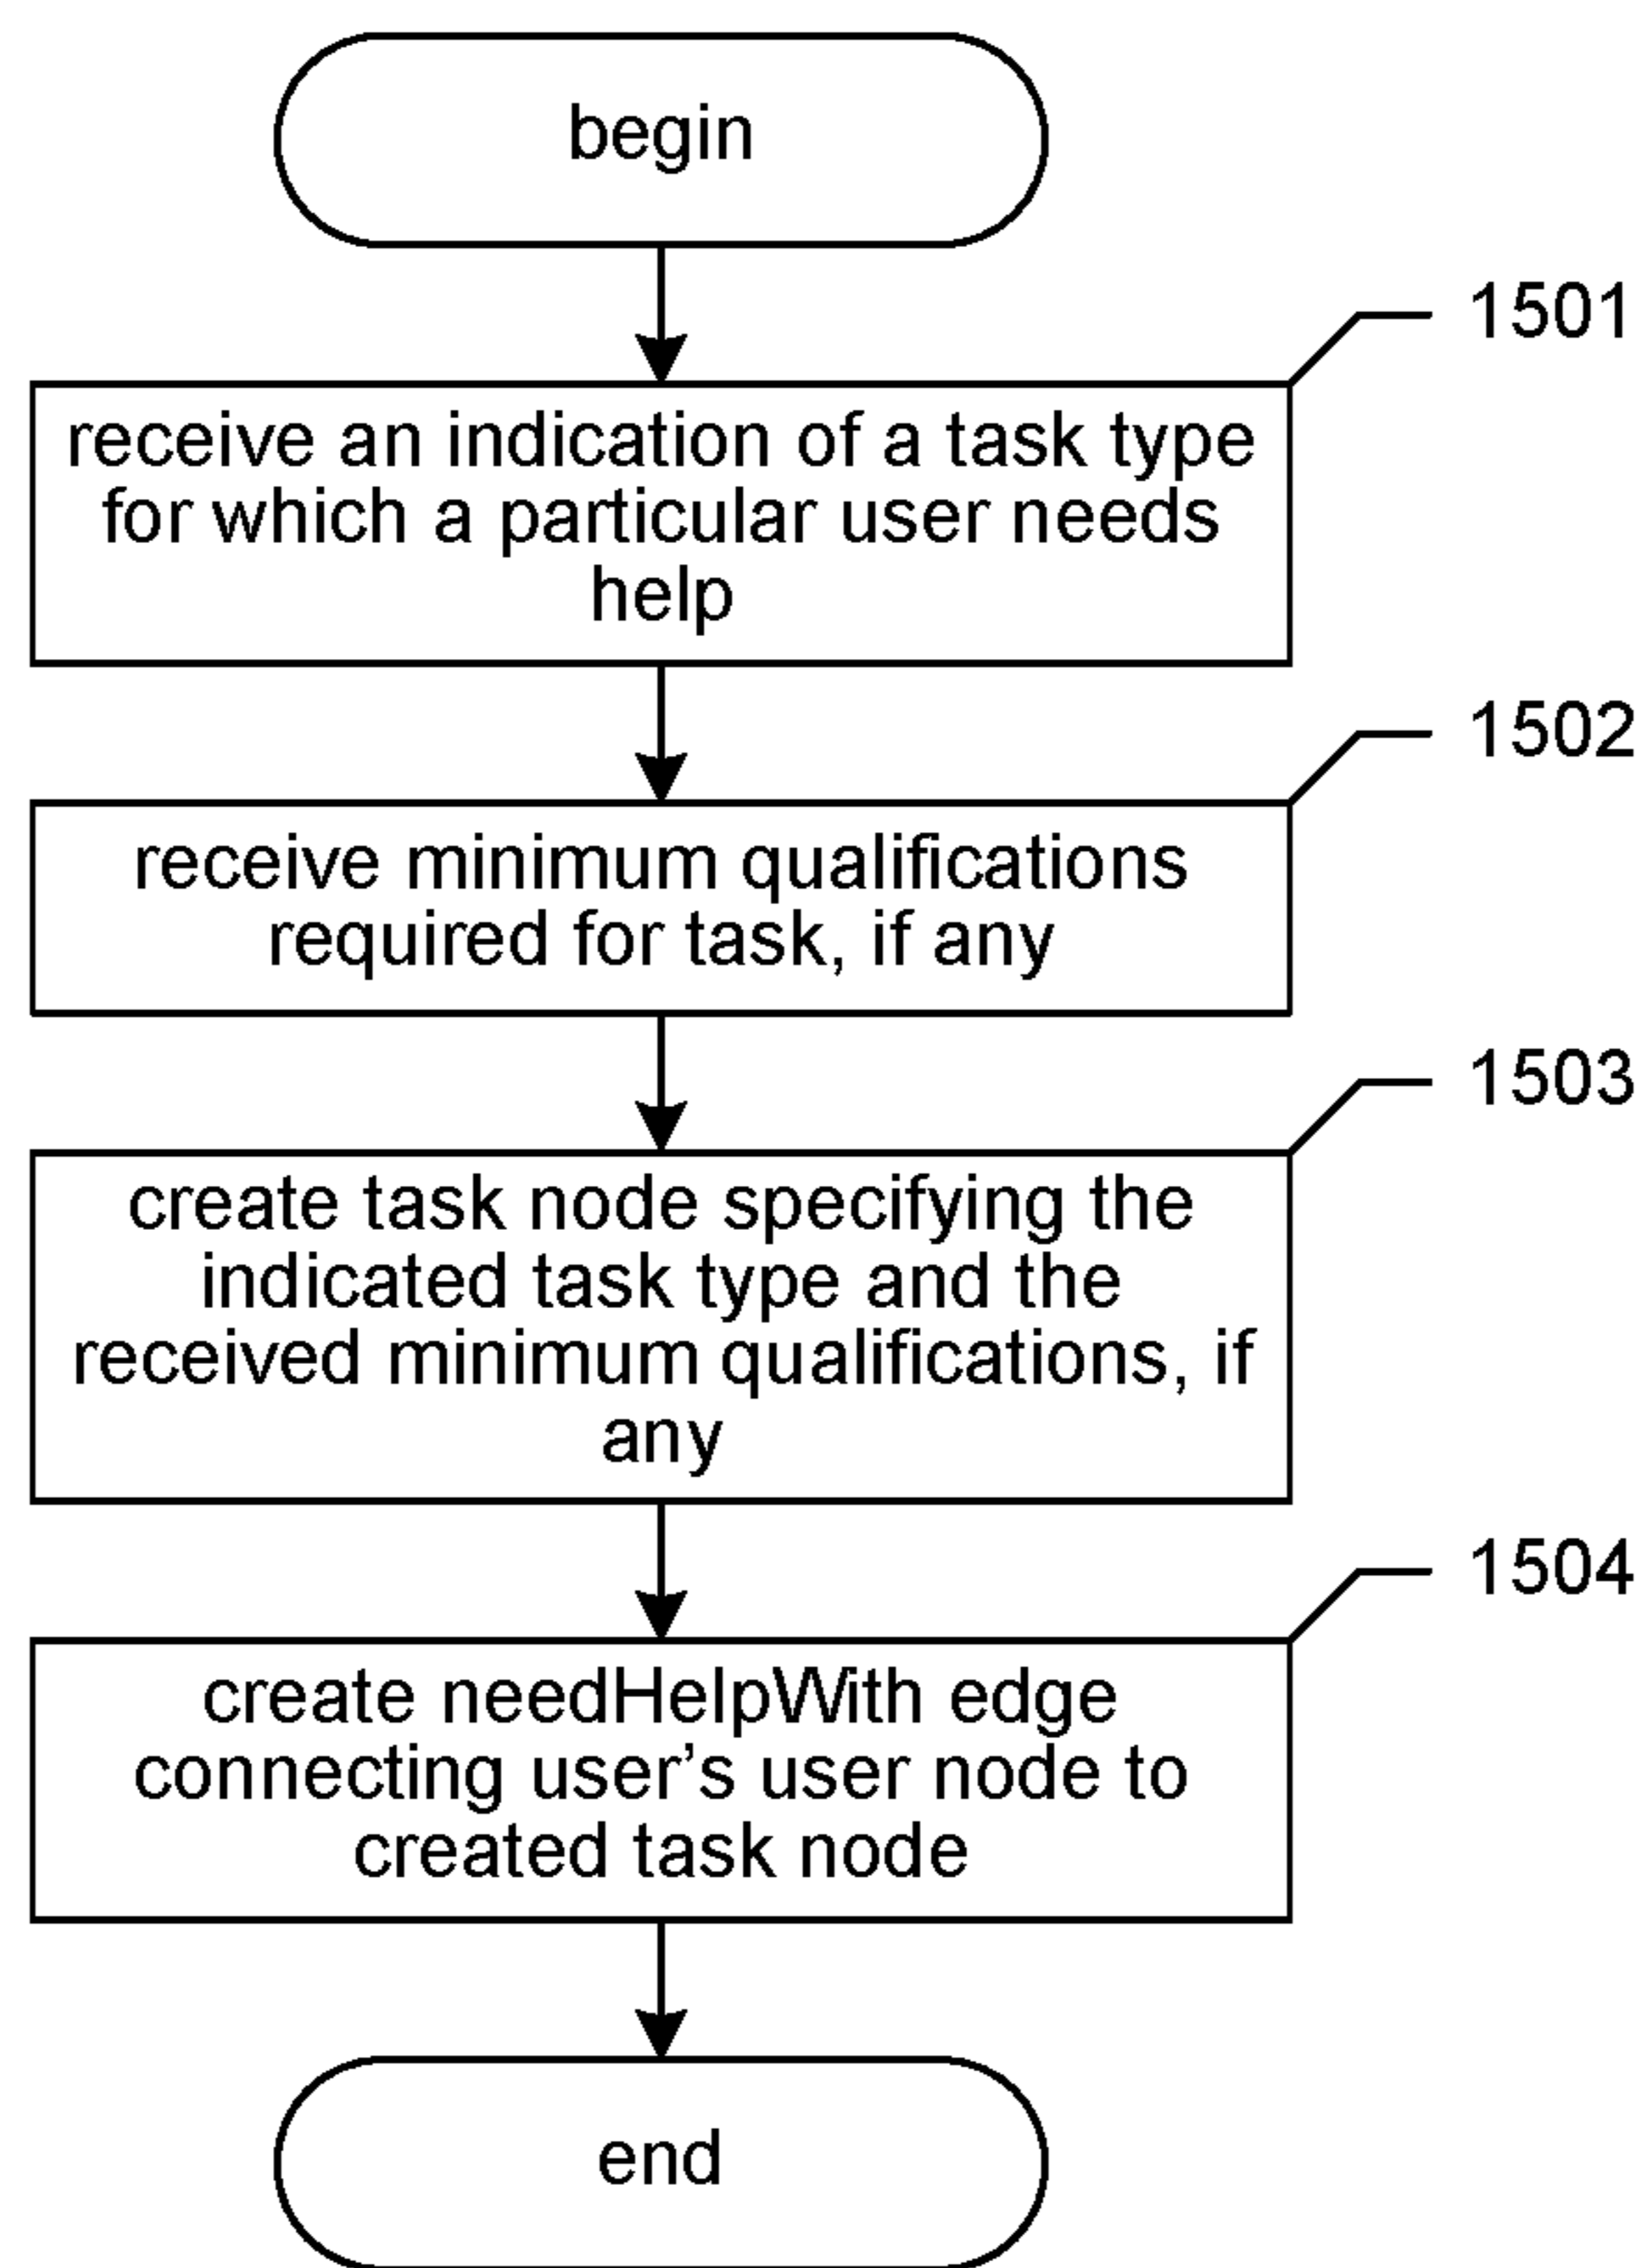 begin
1501
receive an indication of a task type
for which a particular user needs
help
1502
receive minimum qualifications
required for task, if any
1503
create task node specifying the
indicated task type and the
received minimum qualifications, if
any
1504
create needHelpWith edge
connecting user's user node to
created task node
end